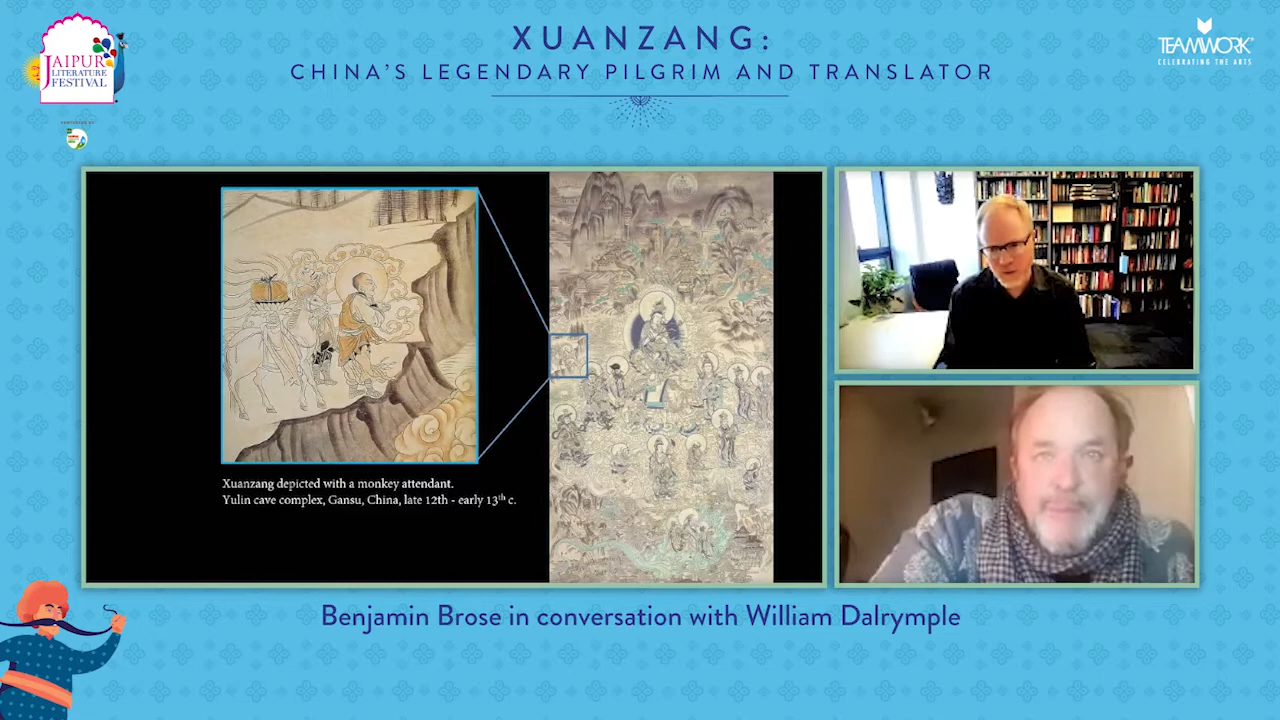 XUANZANG:
CHINA'S LEGENDARY PILGRIM AND TRANSLATOR
JAIPUR
LITERATURE
FESTIVAL
TEAMWORK
CELEBRATING THE ARTS
Xuanzang depicted with a monkey attendant.
Yulin cave complex, Gansu, China, late 12th - early 13th c.
Benjamin Brose in conversation with William Dalrymple